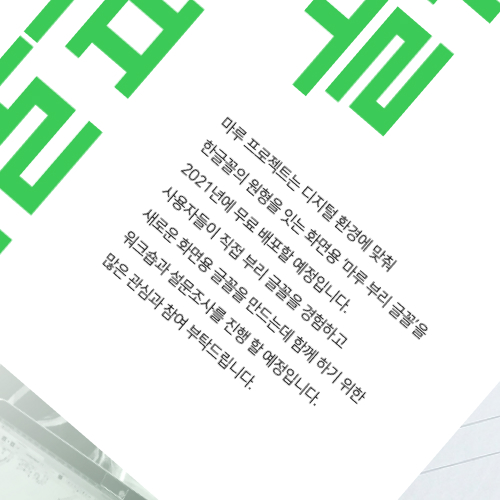 마루 프로젝트는 디지털 환경에 맞춰
한글꼴의 원형을 잇는 화면용 '마루 부리 글꼴'을
2021년에 무료 배포할 예정입니다.
사용자들이 직접 부리 글꼴을 경험하고
새로운 화면용 글꼴을 만드는데 함께 하기 위한
워크숍과 설문조사를 진행 할 예정입니다.
많은 관심과 참여 부탁드립니다.